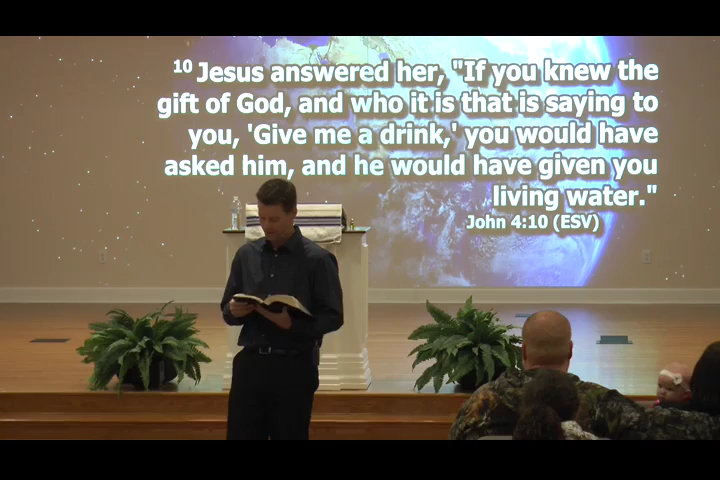 10 Jesus answered her, "If you knew the
gift of God, and who it is that is saying to
you, 'Give me a drink,' you would have
asked him, and he would have given you
living water."
John 4:10 (ESV)